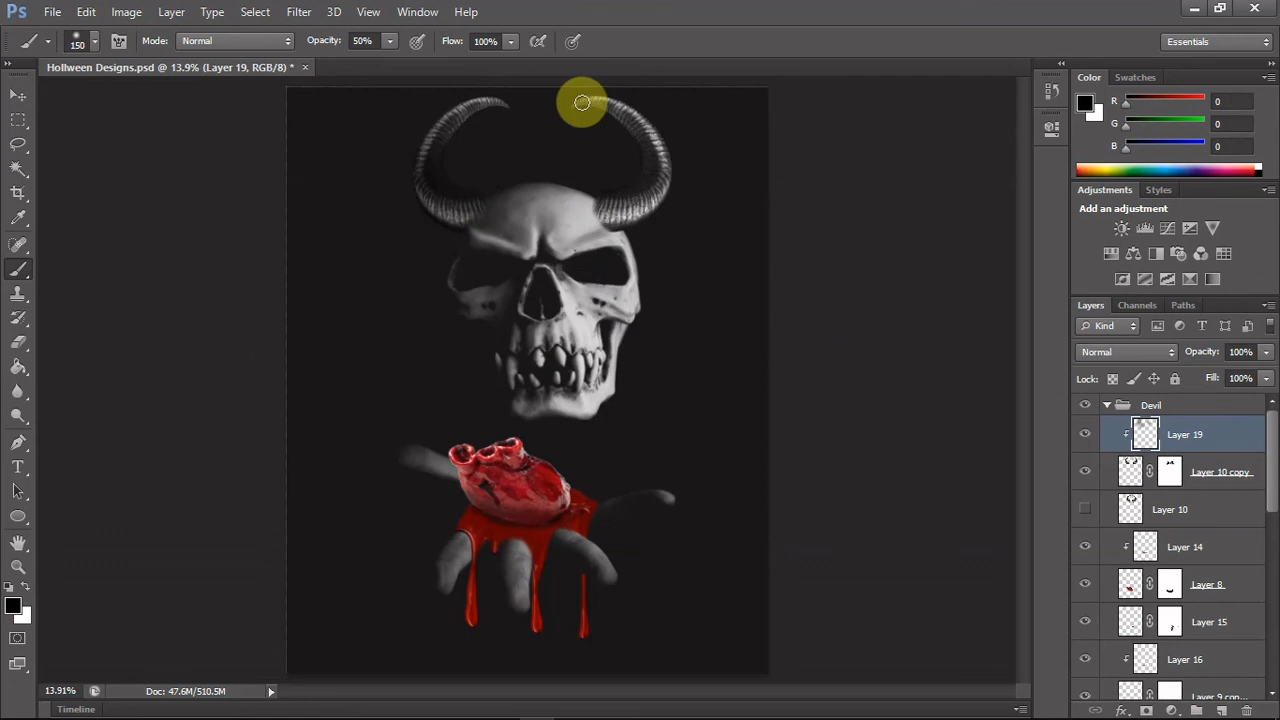 Ps File Edit Image Layer Type Select Filter 3D View Window Help
150 Mode: Normal Opacity: 50% Flow: 100% Essentials
Hollween Designs.psd @ 13.9% (Layer 19, RGB/8) *
Color Swatches
R 0
G 0
B 0
Adjustments Styles
Add an adjustment
Layers Channels Paths
Kind
Normal Opacity: 100%
Lock: Fill: 100%
Devil
Layer 19
Layer 10 copy
Layer 10
Layer 14
Layer 8
Layer 15
Layer 16
Layer 9 copy
13.91% Doc: 47.6M/510.5M
Timeline